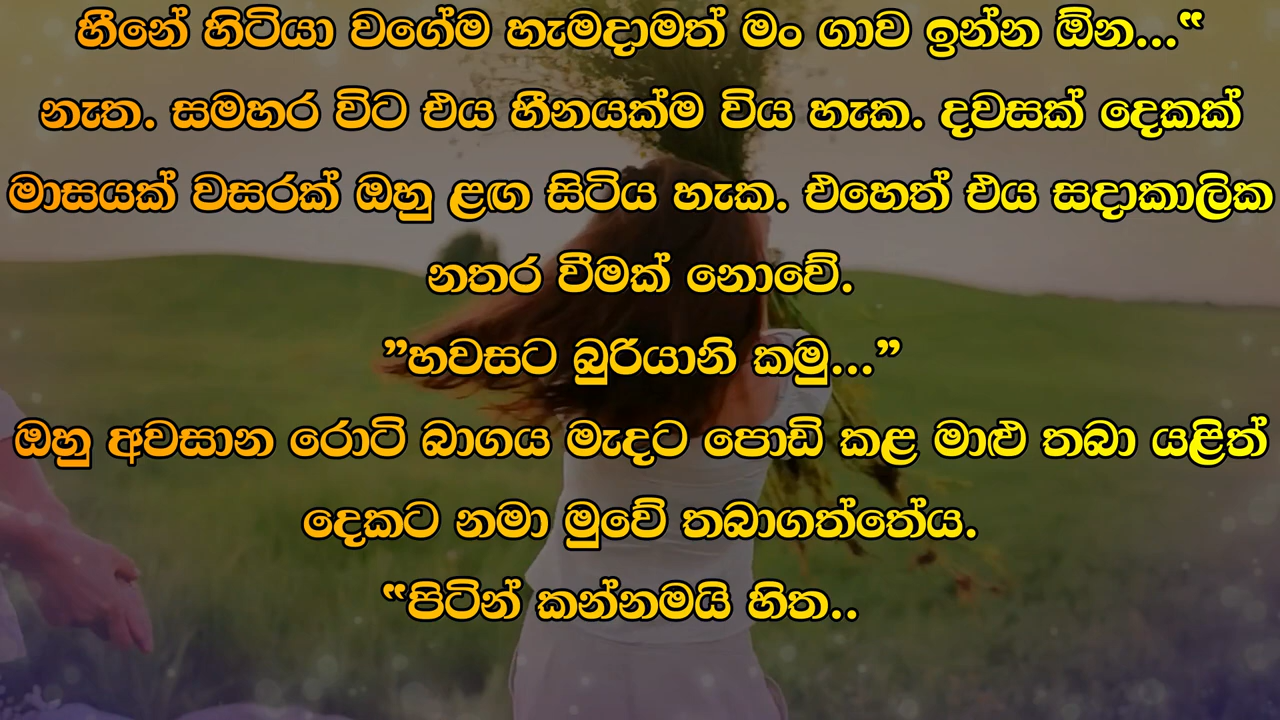 හීනේ හිටියා වගේම හැමදාමත් මං ගාව ඉන්න ඕන...“
නැත. සමහර විට එය හීනයක්ම විය හැක. දවසක් දෙකක්
මාසයක් වසරක් ඔහු ළඟ සිටිය හැක. එහෙත් එය සදාකාලික
නතර වීමක් නොවේ.
”හවසට බුරියානි කමු...”
ඔහු අවසාන රොටි බාගය මැදට පොඩි කළ මාළු තබා යළිත්
දෙකට නමා මුවේ තබාගත්තේය.
“පිටින් කන්නමයි හිත..